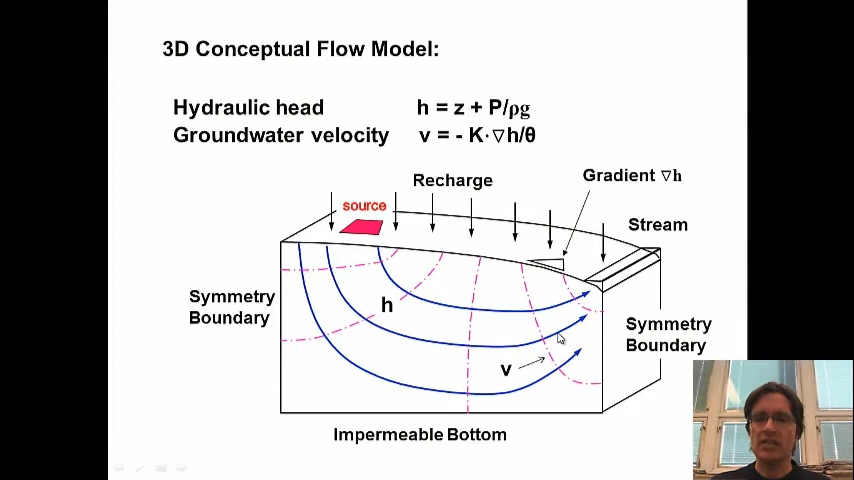 3D Conceptual Flow Model:
Hydraulic head h = z + P/ρg
Groundwater velocity v = - K·∇h/θ
Gradient ∇h
Recharge
source
Stream
Symmetry
Boundary
h
Symmetry
Boundary
v
Impermeable Bottom